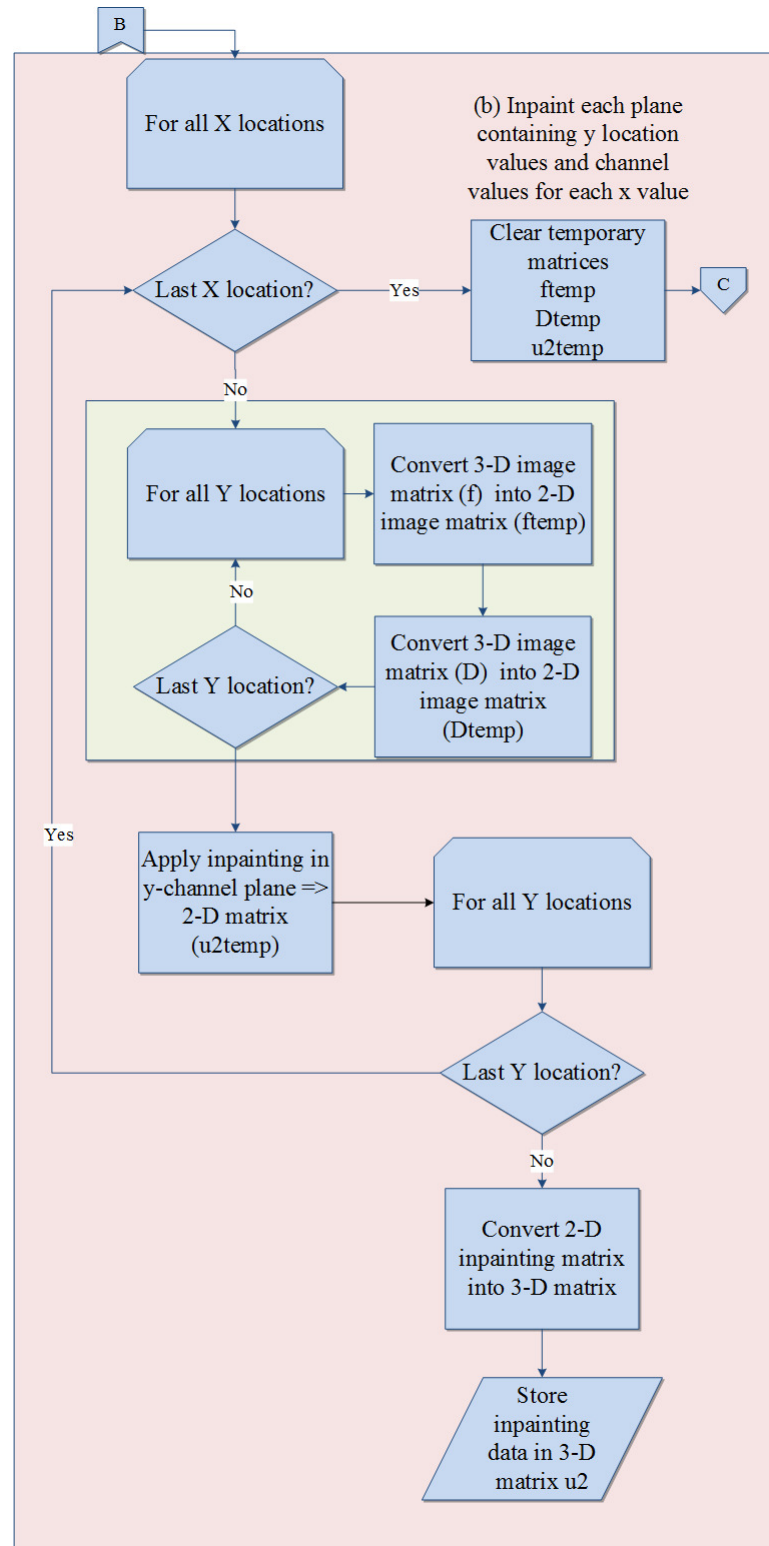 B
For all X locations
(b) Inpaint each plane
containing y location
values and channel
values for each x value
Last X location?
Yes
Clear temporary
matrices
ftemp
Dtemp
u2temp
C
No
For all Y locations
Convert 3-D image
matrix (f) into 2-D
image matrix (ftemp)
No
Last Y location?
Convert 3-D image
matrix (D) into 2-D
image matrix
(Dtemp)
Yes
Apply inpainting in
y-channel plane =>
2-D matrix
(u2temp)
For all Y locations
Last Y location?
No
Convert 2-D
inpainting matrix
into 3-D matrix
Store
inpainting
data in 3-D
matrix u2